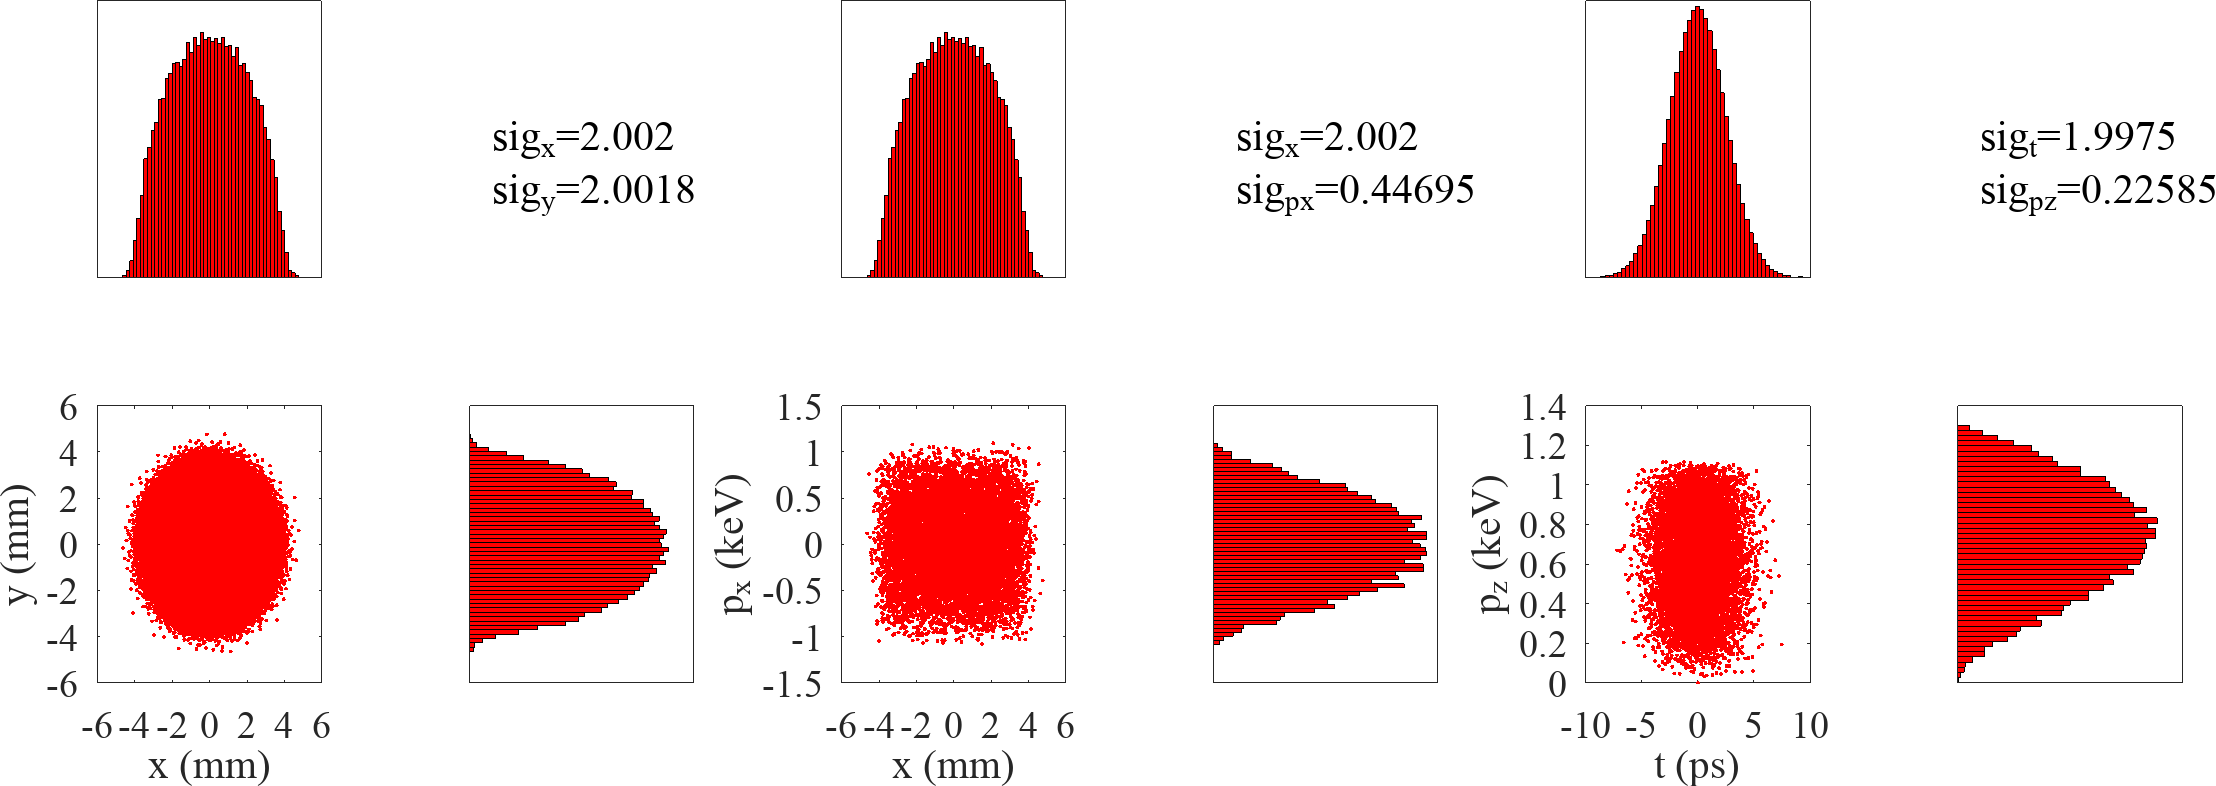 sigx=2.002
sigy=2.0018
sigx=2.002
sigpx=0.44695
sigt=1.9975
sigpz=0.22585
6
4
2
0
-2
-4
-6
y (mm)
-6 -4 -2 0 2 4 6
x (mm)
1.5
1
0.5
0
-0.5
-1
-1.5
px (keV)
-6 -4 -2 0 2 4 6
x (mm)
1.4
1.2
1
0.8
0.6
0.4
0.2
0
pz (keV)
-10 -5 0 5 10
t (ps)